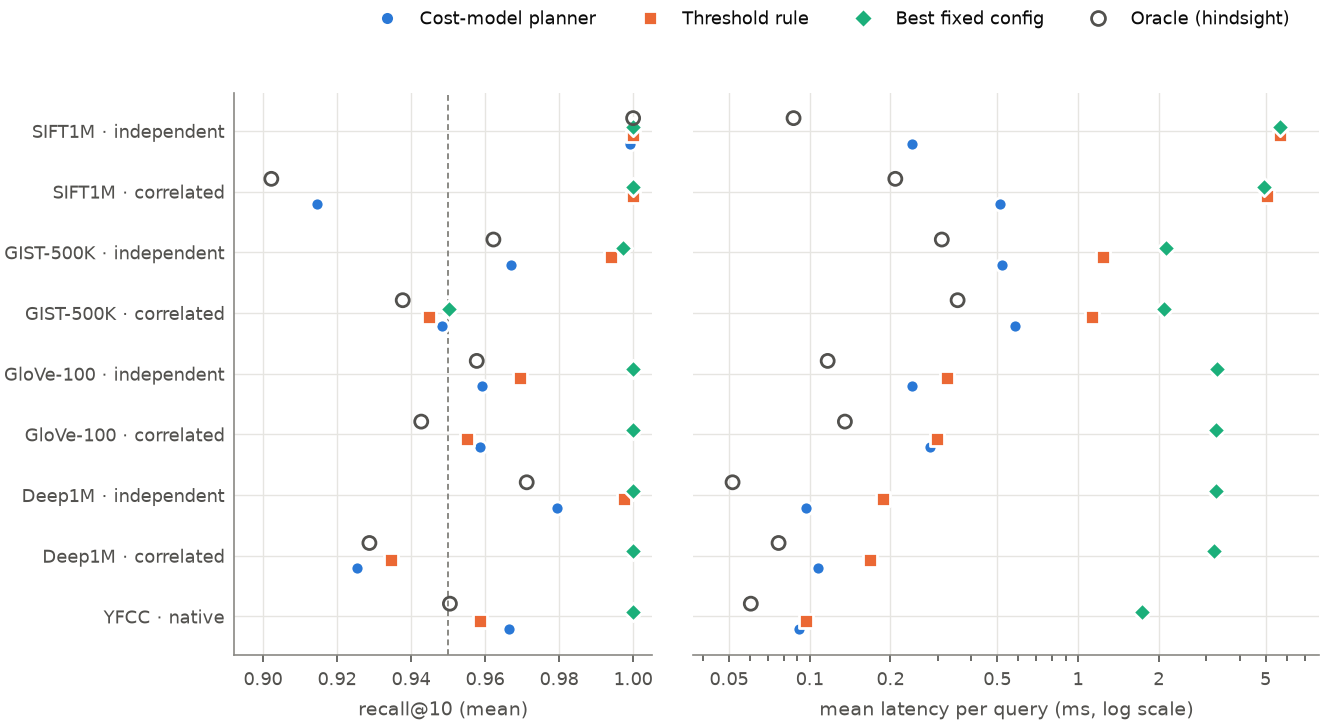 Cost-model planner Threshold rule Best fixed config Oracle (hindsight)
SIFT1M · independent
SIFT1M · correlated
GIST-500K · independent
GIST-500K · correlated
GloVe-100 · independent
GloVe-100 · correlated
Deep1M · independent
Deep1M · correlated
YFCC · native
0.90 0.92 0.94 0.96 0.98 1.00 0.05 0.1 0.2 0.5 1 2 5
recall@10 (mean) mean latency per query (ms, log scale)